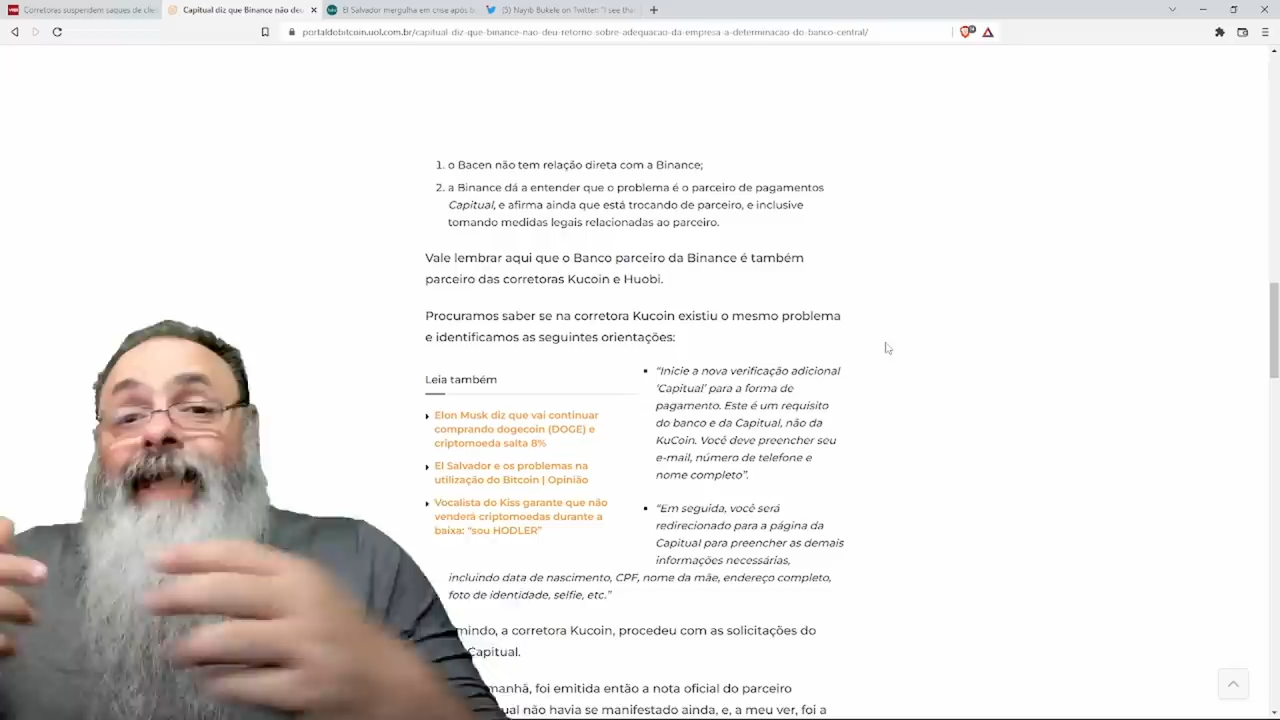 Corretoras suspendem saques de clie
Capitual diz que Binance não deu
El Salvador mergulha em crise após b
(5) Nayib Bukele on Twitter: "I see tha
portaldobitcoin.uol.com.br/capitual-diz-que-binance-nao-deu-retorno-sobre-adequacao-da-empresa-a-determinacao-do-banco-central/
1. o Bacen não tem relação direta com a Binance;
2. a Binance dá a entender que o problema é o parceiro de pagamentos
Capitual, e afirma ainda que está trocando de parceiro, e inclusive
tomando medidas legais relacionadas ao parceiro.
Vale lembrar aqui que o Banco parceiro da Binance é também
parceiro das corretoras Kucoin e Huobi.
Procuramos saber se na corretora Kucoin existiu o mesmo problema
e identificamos as seguintes orientações:
Leia também
Elon Musk diz que vai continuar
comprando dogecoin (DOGE) e
criptomoeda salta 8%
El Salvador e os problemas na
utilização do Bitcoin | Opinião
Vocalista do Kiss garante que não
venderá criptomoedas durante a
baixa: “sou HODLER”
“Inicie a nova verificação adicional
‘Capitual’ para a forma de
pagamento. Este é um requisito
do banco e da Capitual, não da
KuCoin. Você deve preencher seu
e-mail, número de telefone e
nome completo”.
“Em seguida, você será
redirecionado para a página da
Capitual para preencher as demais
informações necessárias,
incluindo data de nascimento, CPF, nome da mãe, endereço completo,
foto de identidade, selfie, etc.”
mindo, a corretora Kucoin, procedeu com as solicitações do
Capitual.
manhã, foi emitida então a nota oficial do parceiro
ual não havia se manifestado ainda, e, a meu ver, foi a